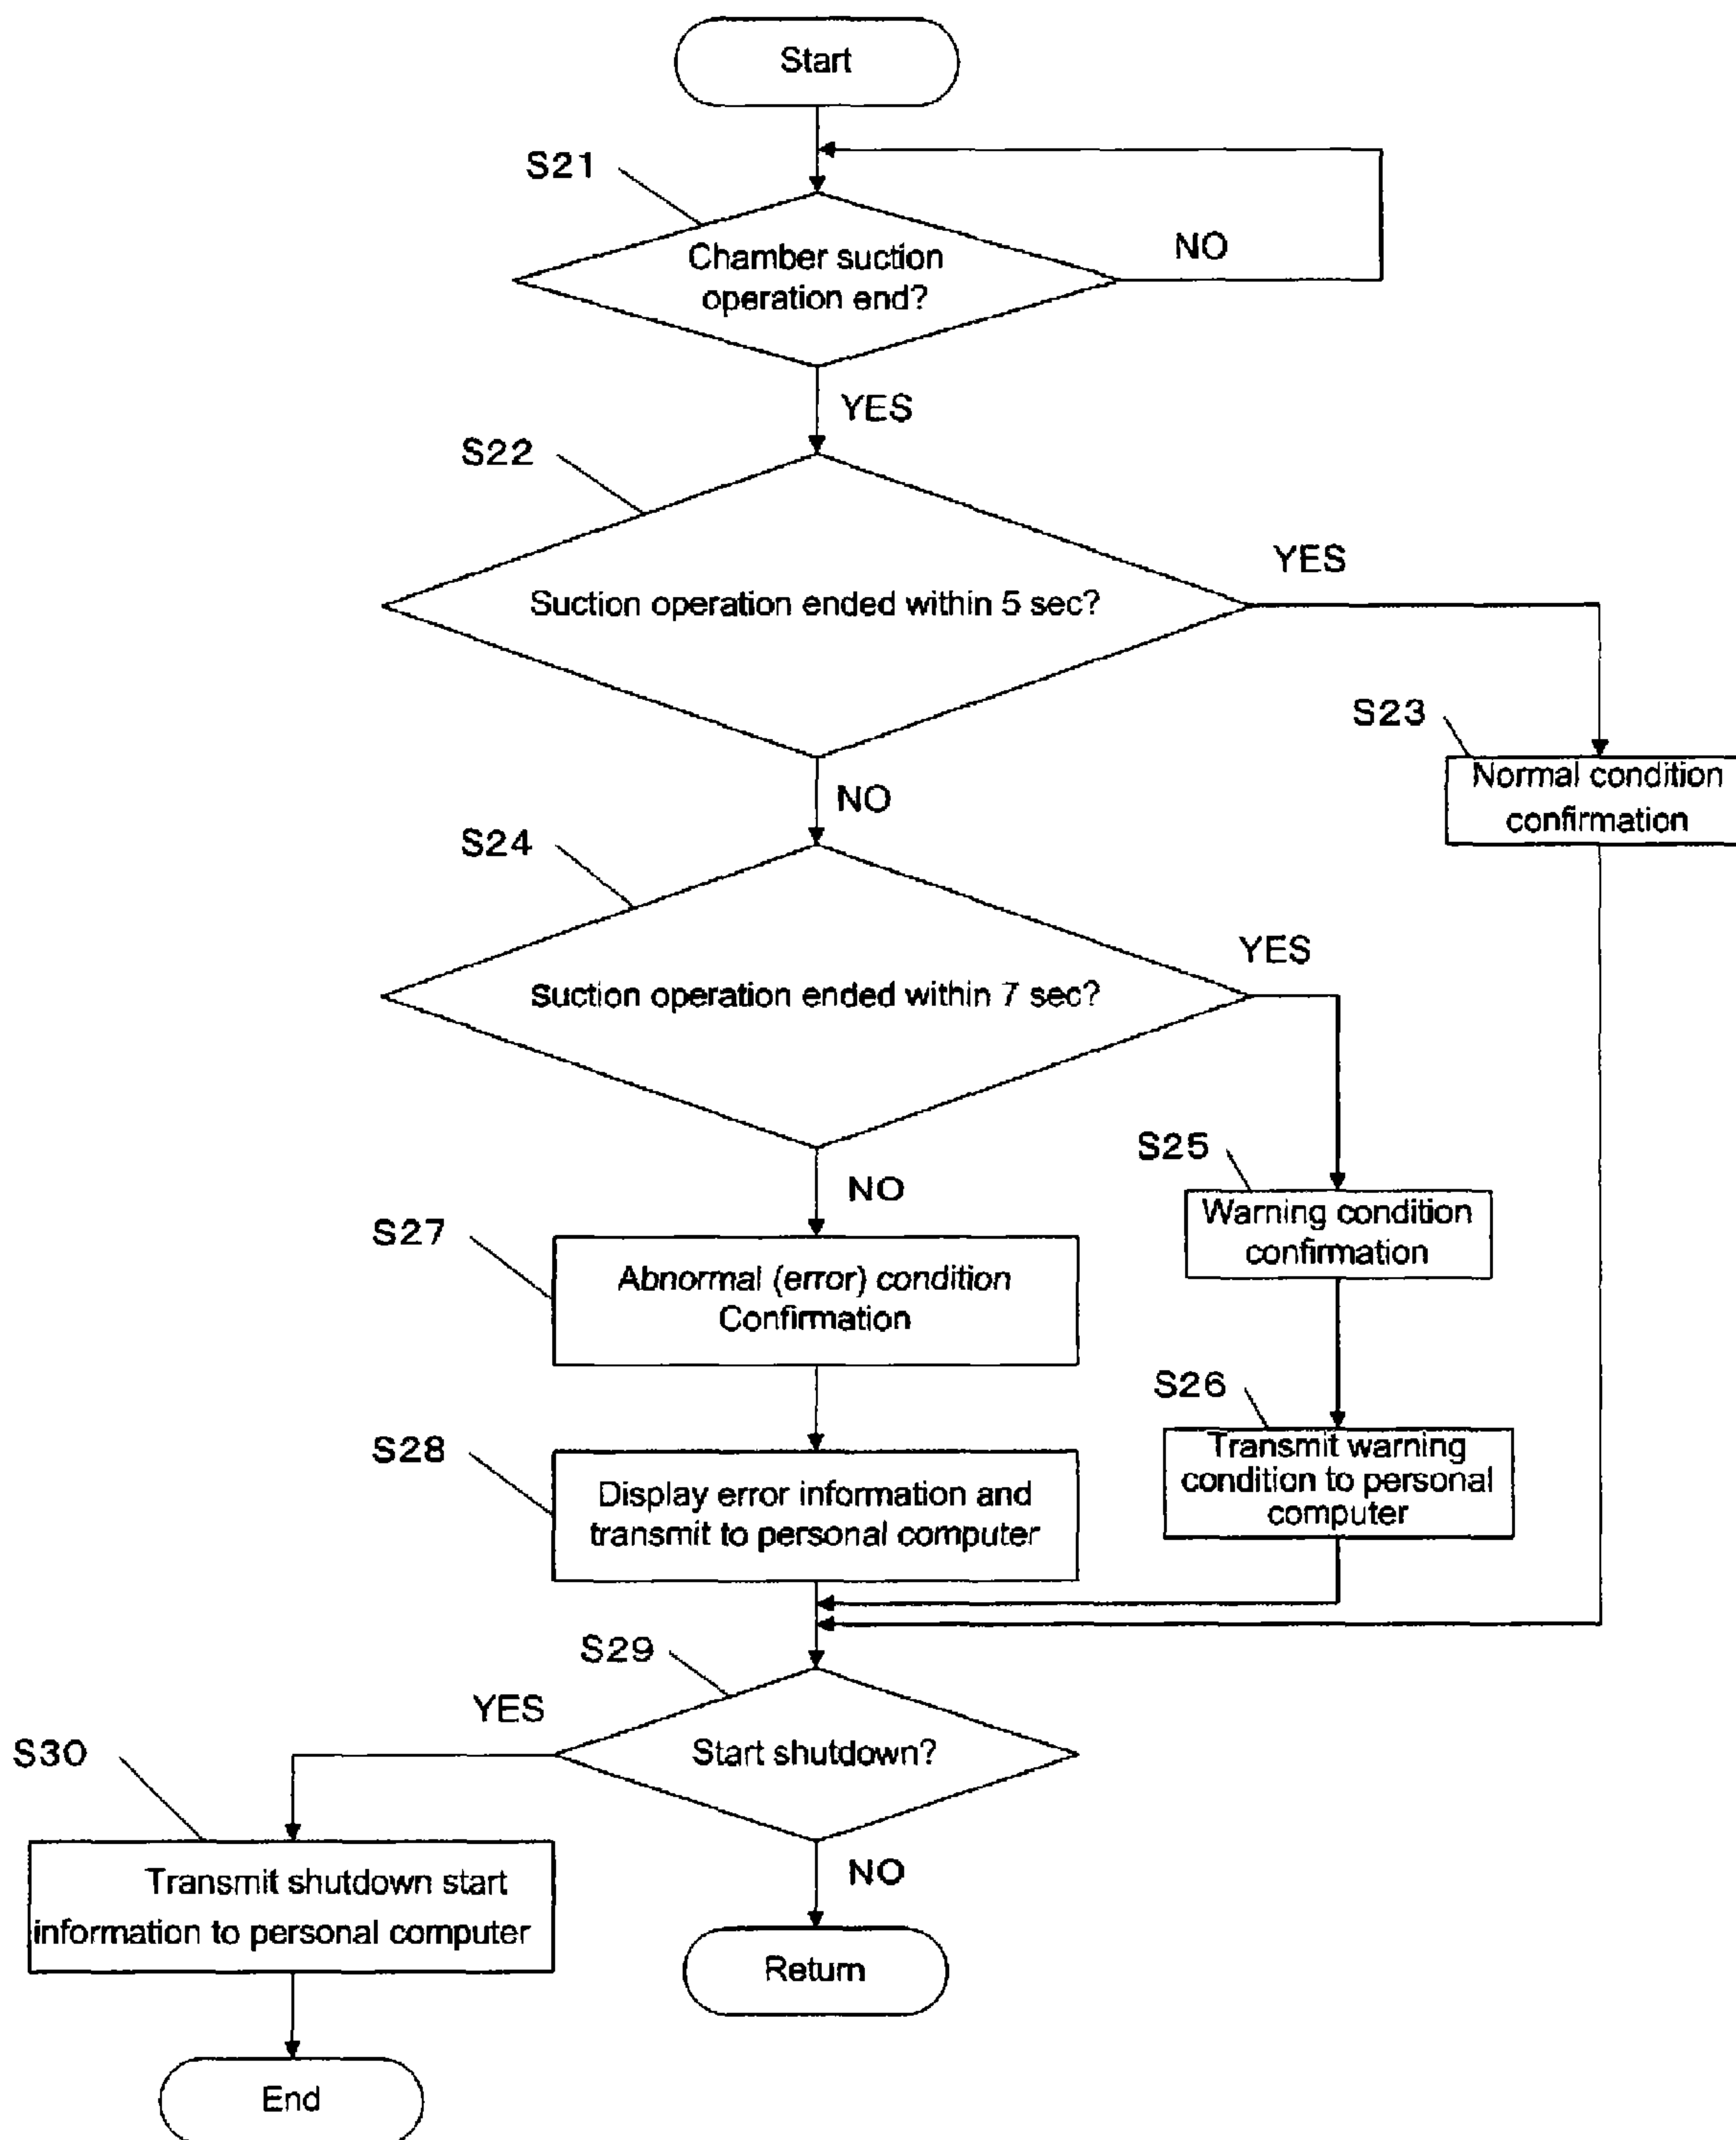 Start
S21
Chamber suction
operation end?
NO
YES
S22
Suction operation ended within 5 sec?
YES
S23
Normal condition
confirmation
NO
S24
Suction operation ended within 7 sec?
YES
S25
Warning condition
confirmation
NO
S27
Abnormal (error) condition
Confirmation
S26
Transmit warning
condition to personal
computer
S28
Display error information and
transmit to personal computer
S29
Start shutdown?
YES
S30
Transmit shutdown start
information to personal computer
NO
Return
End